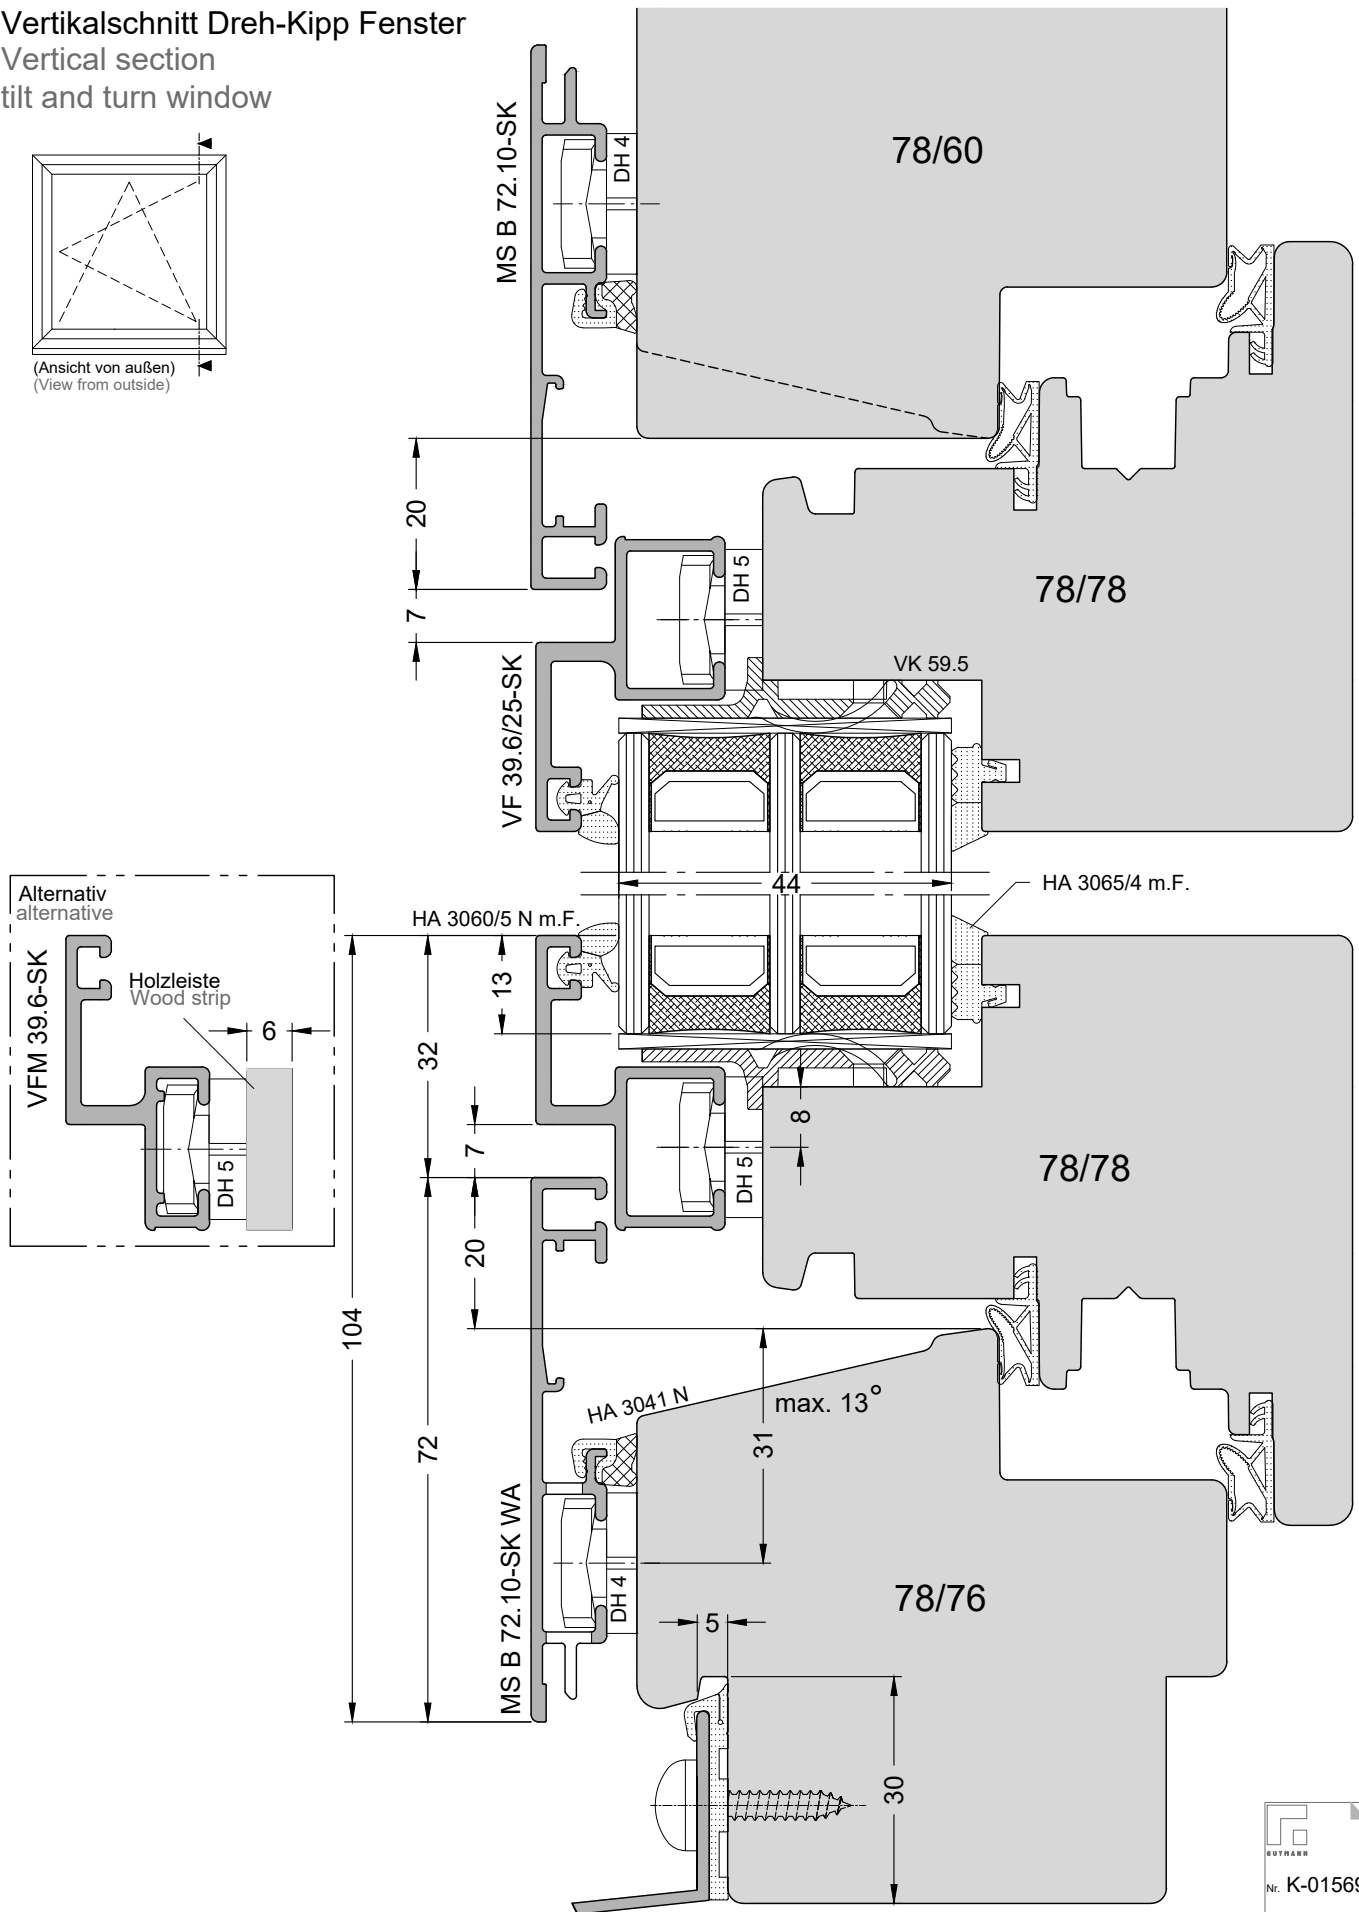 Vertikalschnitt Dreh-Kipp Fenster
Vertical section
tilt and turn window
(Ansicht von außen)
(View from outside)
MS B 72.10-SK
DH 4
78/60
20
7
DH 5
78/78
VK 59.5
VF 39.6/25-SK
44
HA 3065/4 m.F.
HA 3060/5 N m.F.
Alternativ
alternative
VFM 39.6-SK
Holzleiste
Wood strip
6
DH 5
13
32
104
7
8
DH 5
78/78
20
72
HA 3041 N
max. 13°
31
MS B 72.10-SK WA
DH 4
78/76
5
30
GUTMANN
Nr. K-01569